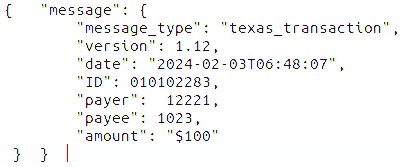 {   "message": {
"message_type": "texas_transaction",
"version": 1.12,
"date": "2024-02-03T06:48:07",
"ID": 010102283,
"payer":  12221,
"payee": 1023,
"amount": "$100"
}  }